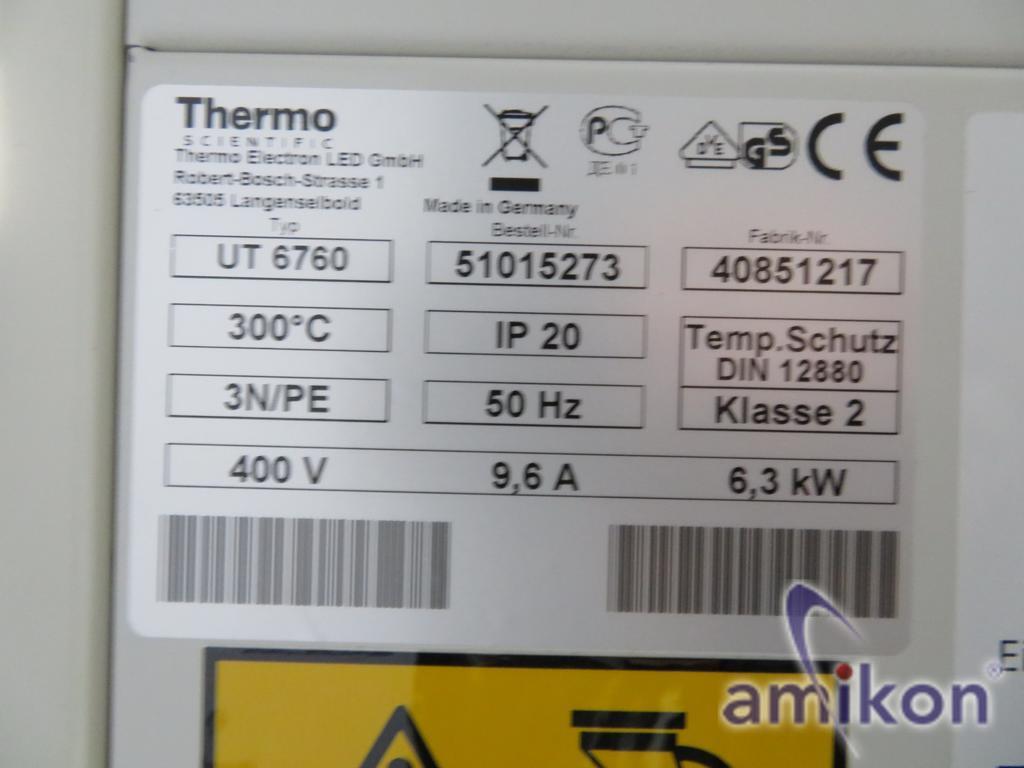 Thermo
SCIENTIFIC
Thermo Electron LED GmbH
Robert-Bosch-Strasse 1
63505 Langenselbold
Made in Germany
DVE GS CE
Typ
Bestell-Nr.
Fabrik-Nr.
UT 6760
51015273
40851217
300°C
IP 20
Temp.Schutz
DIN 12880
3N/PE
50 Hz
Klasse 2
400 V
9,6 A
6,3 kW
amikon®